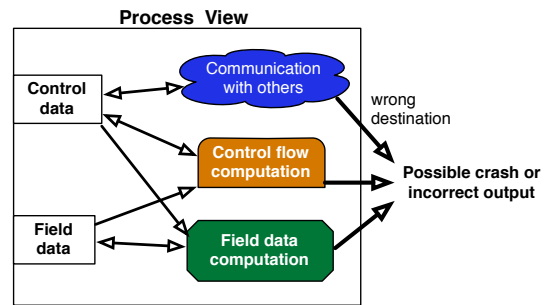 Process View
Control
data
Communication
with others
wrong
destination
Control flow
computation
Possible crash or
incorrect output
Field
data
Field data
computation